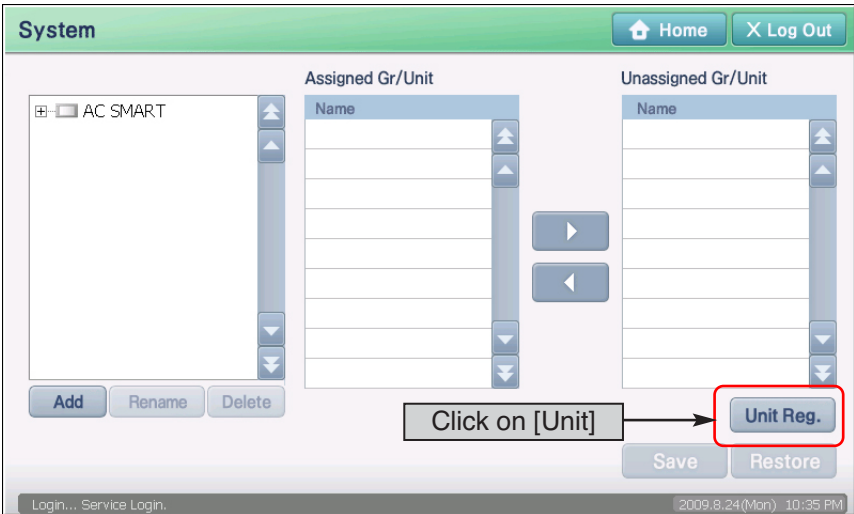 System
Home
X Log Out
Assigned Gr/Unit
Unassigned Gr/Unit
AC SMART
Name
Name
Add
Rename
Delete
Click on [Unit]
Unit Reg.
Save
Restore
Login... Service Login.
2009.8.24(Mon) 10:35 PM